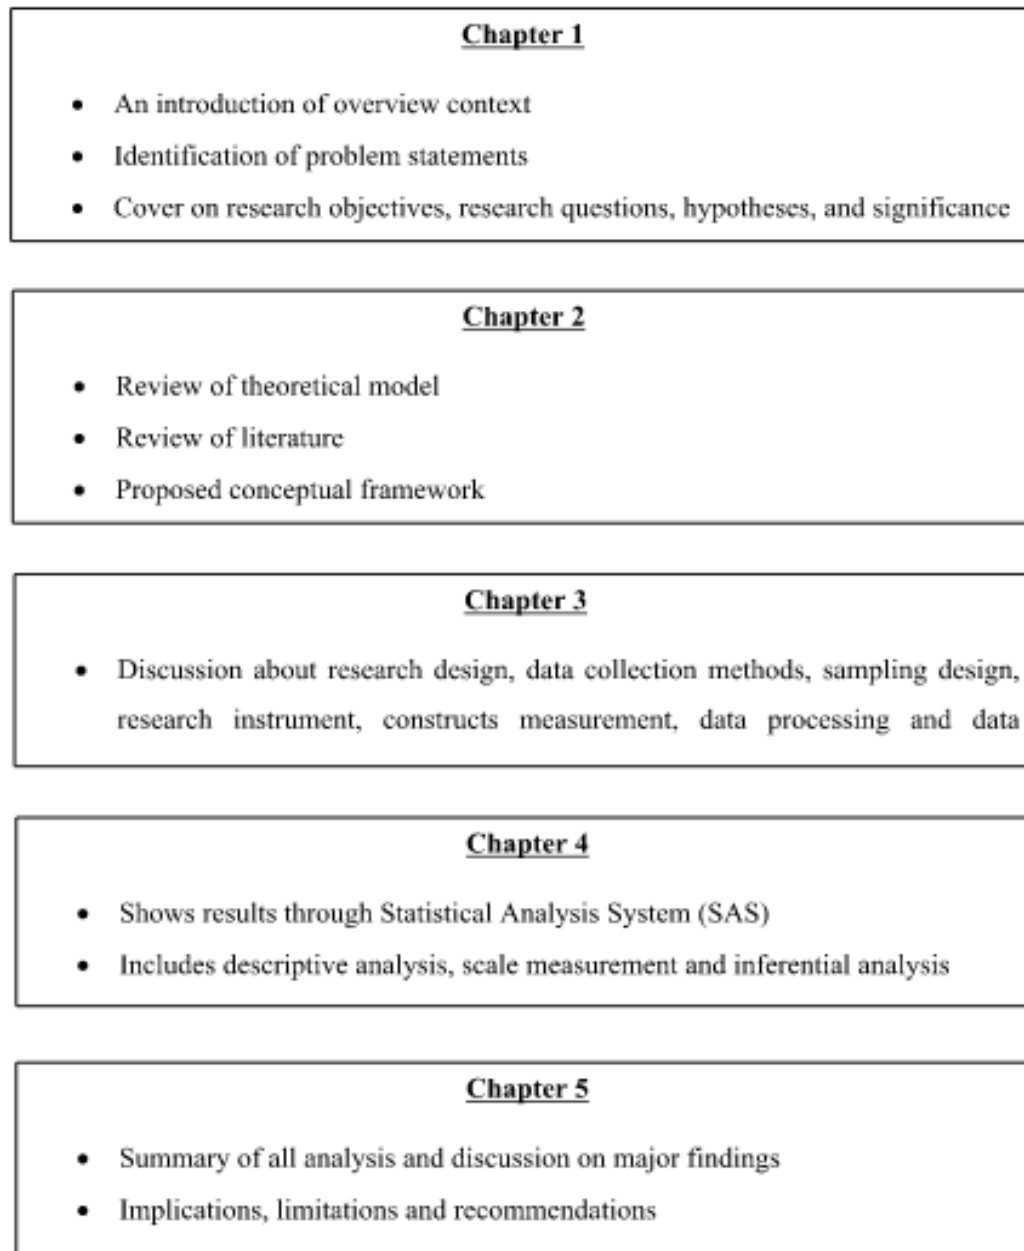 Chapter 1
• An introduction of overview context
• Identification of problem statements
• Cover on research objectives, research questions, hypotheses, and significance
Chapter 2
• Review of theoretical model
• Review of literature
• Proposed conceptual framework
Chapter 3
• Discussion about research design, data collection methods, sampling design,
research instrument, constructs measurement, data processing and data
Chapter 4
• Shows results through Statistical Analysis System (SAS)
• Includes descriptive analysis, scale measurement and inferential analysis
Chapter 5
• Summary of all analysis and discussion on major findings
• Implications, limitations and recommendations